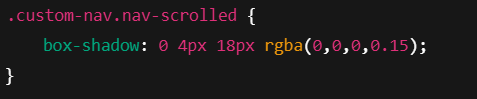 .custom-nav.nav-scrolled {
    box-shadow: 0 4px 18px rgba(0,0,0,0.15);
}